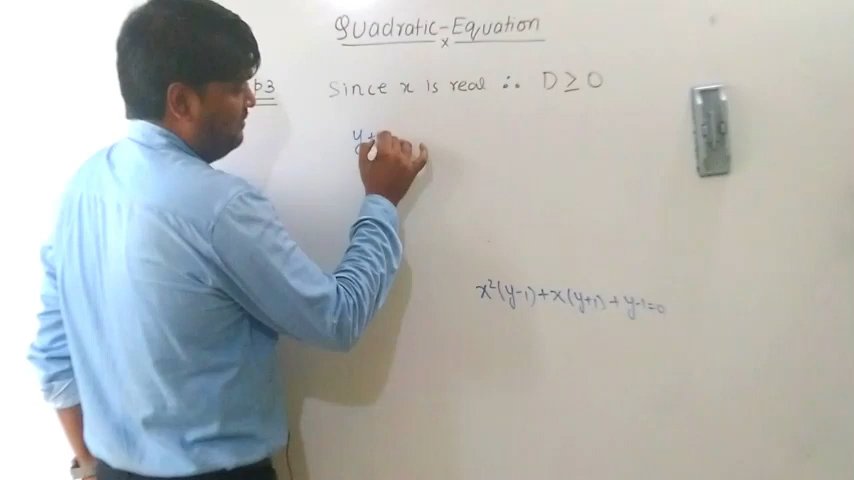 Quadratic-Equation
x
Since x is real ∴ D ≥ 0
y+
x²(y-1)+x(y+1)+y-1=0